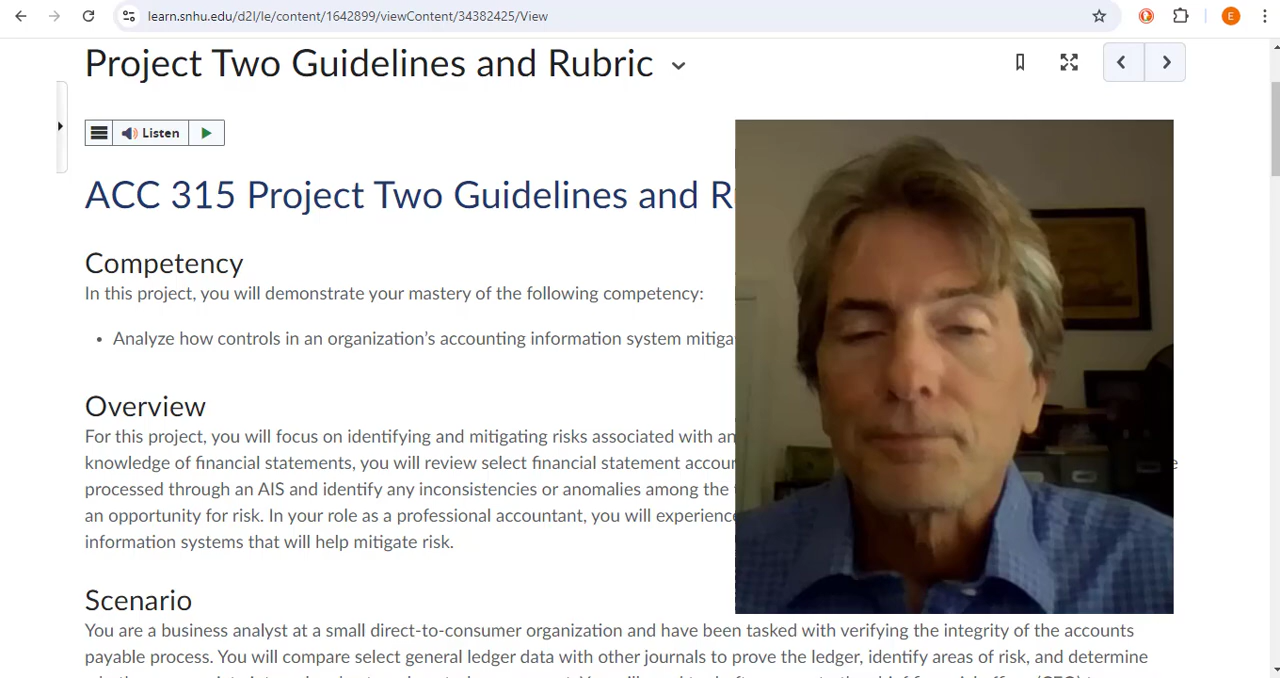 learn.snhu.edu/d2l/le/content/1642899/viewContent/34382425/View
E
Project Two Guidelines and Rubric
Listen
ACC 315 Project Two Guidelines and R
Competency
In this project, you will demonstrate your mastery of the following competency:
• Analyze how controls in an organization's accounting information system mitiga
Overview
For this project, you will focus on identifying and mitigating risks associated with an
knowledge of financial statements, you will review select financial statement accour
processed through an AIS and identify any inconsistencies or anomalies among the
an opportunity for risk. In your role as a professional accountant, you will experience
information systems that will help mitigate risk.
Scenario
You are a business analyst at a small direct-to-consumer organization and have been tasked with verifying the integrity of the accounts
payable process. You will compare select general ledger data with other journals to prove the ledger, identify areas of risk, and determine